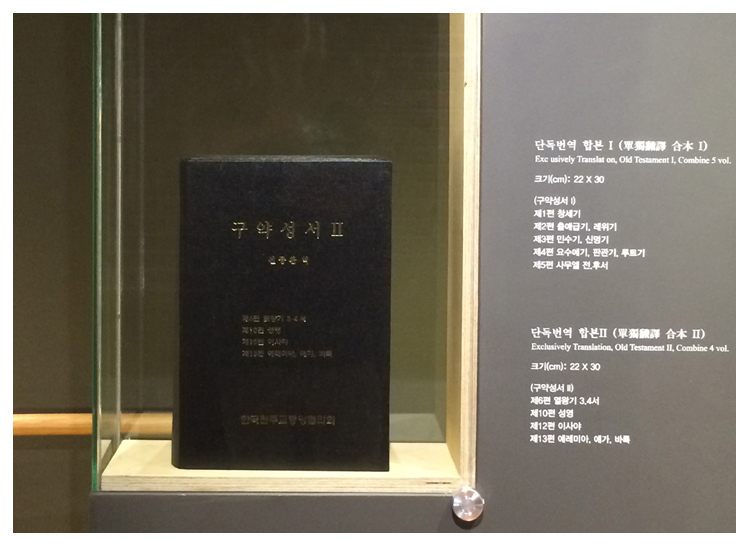 구약성서 Ⅱ
선종완 역
제6편 열왕기 3.4서
제10편 성영
제12편 이사야
제13편 예레미아, 애가, 바룩
한국천주교중앙협의회
단독번역 합본 Ⅰ (單獨飜譯 合本 Ⅰ)
Exc usively Translat on, Old Testament I, Combine 5 vol.
크기(cm): 22 X 30
(구약성서 Ⅰ)
제1편 창세기
제2편 출애급기, 레위기
제3편 민수기, 신명기
제4편 요수에기, 판관기, 루트기
제5편 사무엘 전,후서
단독번역 합본Ⅱ (單獨飜譯 合本 Ⅱ)
Exclusively Translation, Old Testament II, Combine 4 vol.
크기(cm): 22 X 30
(구약성서 Ⅱ)
제6편 열왕기 3.4서
제10편 성영
제12편 이사야
제13편 예레미아, 애가, 바룩